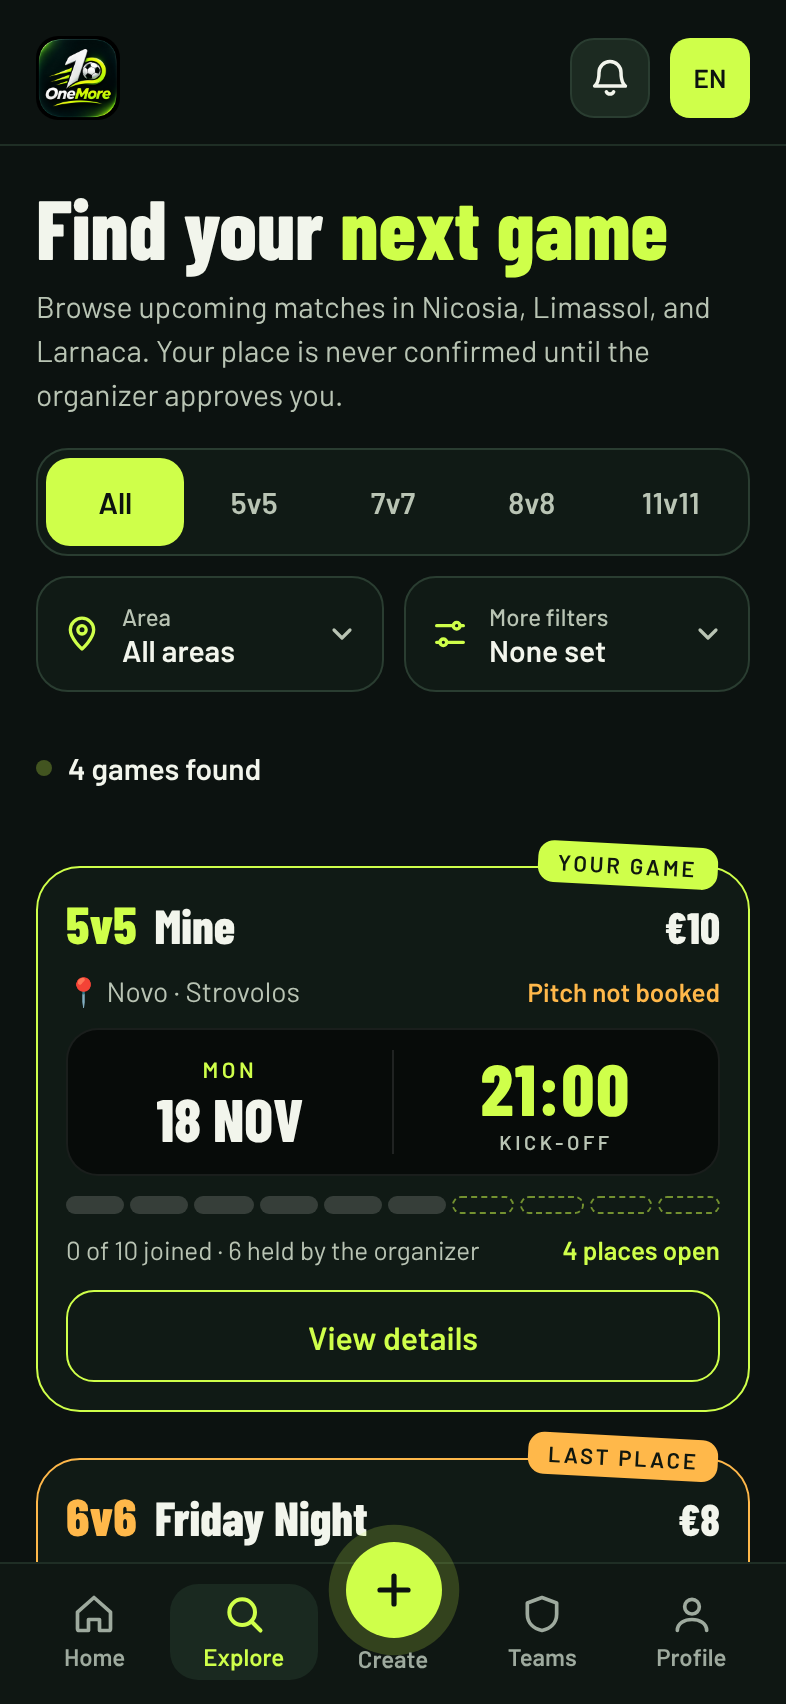 OneMore
EN
Find your next game
Browse upcoming matches in Nicosia, Limassol, and
Larnaca. Your place is never confirmed until the
organizer approves you.
All 5v5 7v7 8v8 11v11
Area
All areas
More filters
None set
4 games found
YOUR GAME
5v5 Mine €10
📍 Novo · Strovolos Pitch not booked
MON
18 NOV
21:00
KICK-OFF
0 of 10 joined · 6 held by the organizer 4 places open
View details
LAST PLACE
6v6 Friday Night €8
Home Explore Create Teams Profile